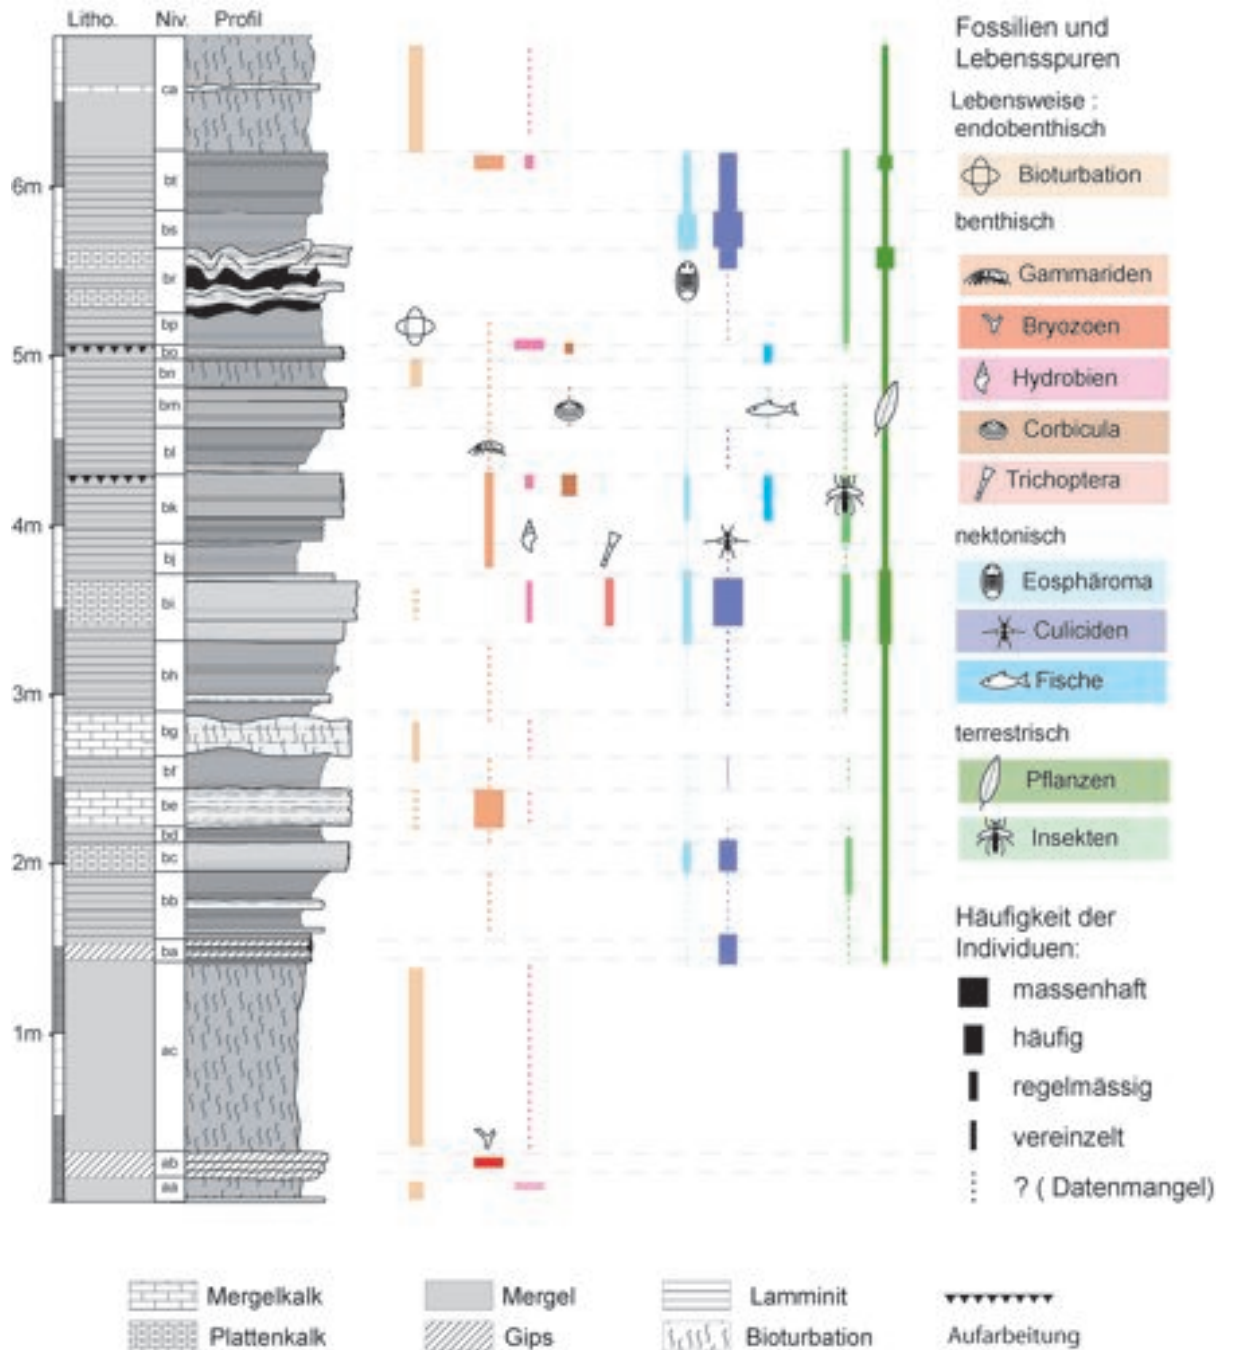 Litho. Niv. Profil
ca
bt
6m
bs
br
bp
5m
bo
bn
bm
bl
bk
4m
bj
bi
bh
3m
bg
bf
be
bd
2m
bc
bb
ba
1m
ac
ab
aa
Fossilien und
Lebensspuren
Lebensweise :
endobenthisch
Bioturbation
benthisch
Gammariden
Bryozoen
Hydrobien
Corbicula
Trichoptera
nektonisch
Eosphäroma
Culiciden
Fische
terrestrisch
Pflanzen
Insekten
Häufigkeit der
Individuen:
massenhaft
häufig
regelmässig
vereinzelt
? ( Datenmangel)
Mergelkalk Mergel Lamminit
Plattenkalk Gips Bioturbation Aufarbeitung